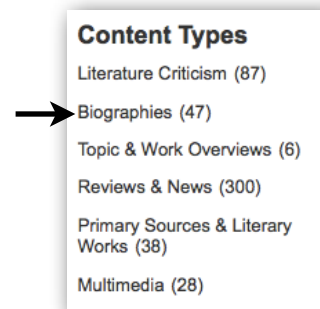 Content Types
Literature Criticism (87)
Biographies (47)
Topic & Work Overviews (6)
Reviews & News (300)
Primary Sources & Literary
Works (38)
Multimedia (28)